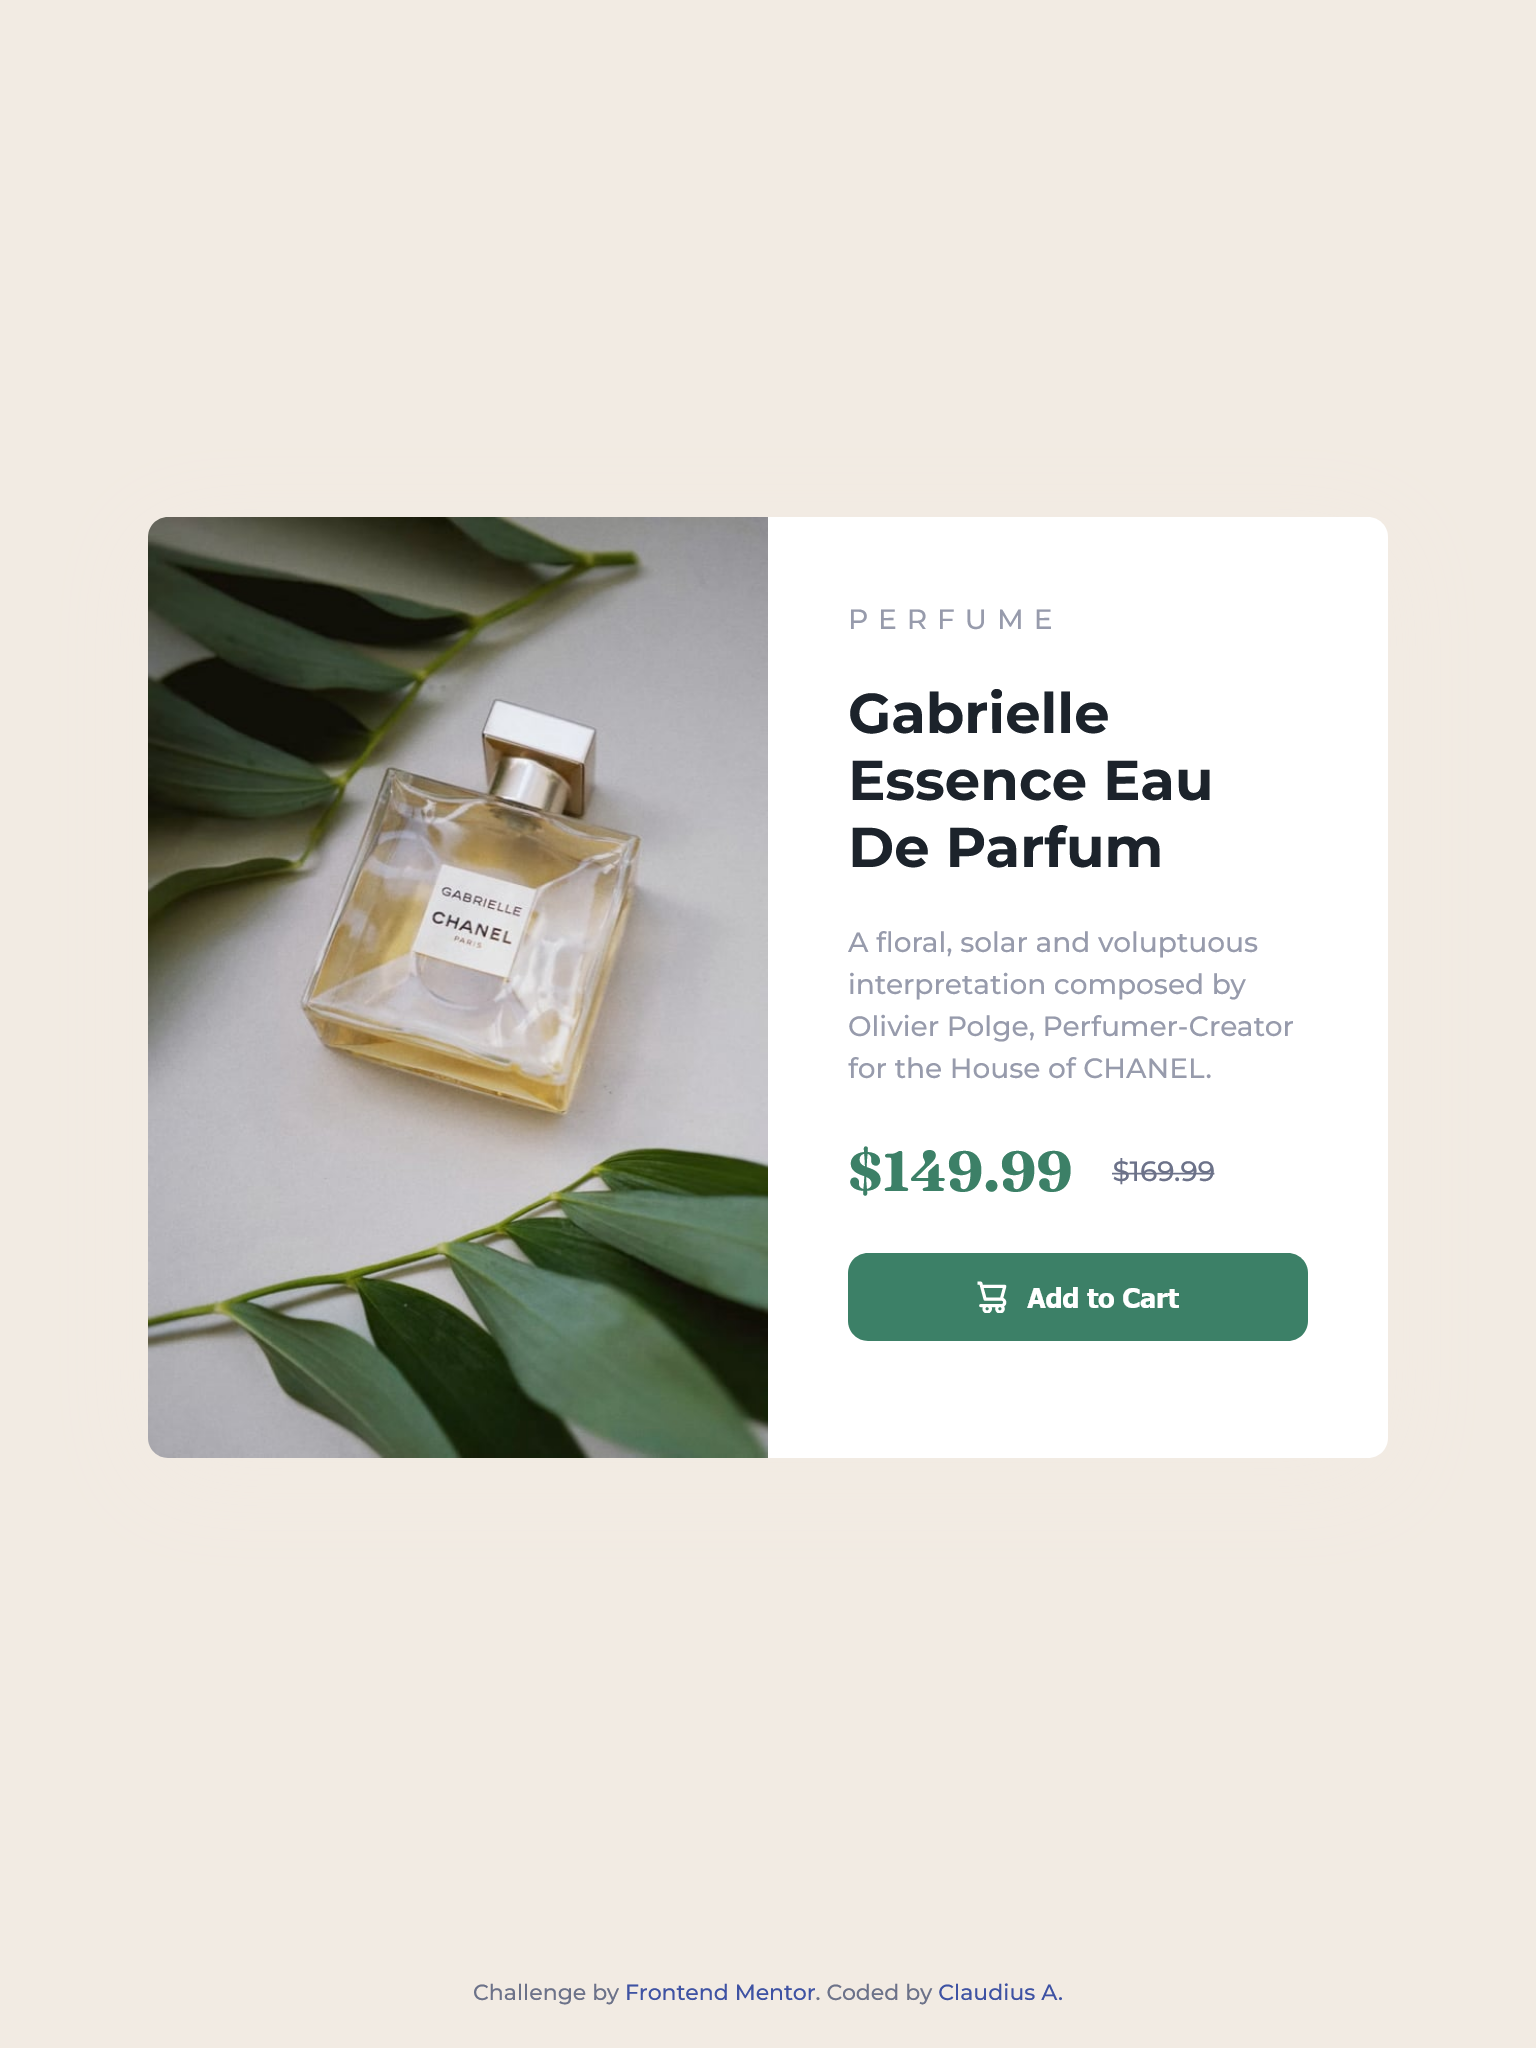 GABRIELLE
CHANEL
PARIS
PERFUME
Gabrielle
Essence Eau
De Parfum
A floral, solar and voluptuous
interpretation composed by
Olivier Polge, Perfumer-Creator
for the House of CHANEL.
$149.99 $169.99
Add to Cart
Challenge by Frontend Mentor. Coded by Claudius A.